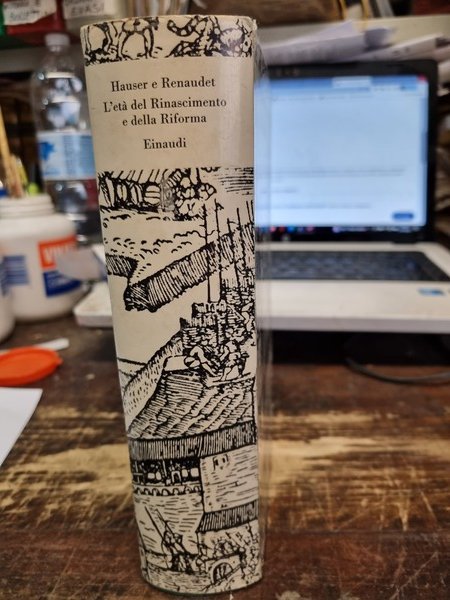 Hauser e Renaudet
L'età del Rinascimento
e della Riforma
Einaudi